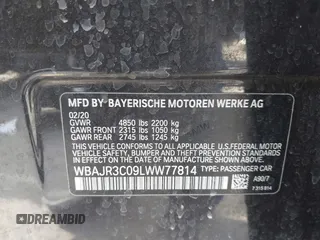 MFD BY BAYERISCHE MOTOREN WERKE AG
02/20
GVWR 4850 lbs 2200 kg
GAWR FRONT 2315 lbs 1050 kg
GAWR REAR 2745 lbs 1245 kg
THIS VEHICLE CONFORMS TO ALL APPLICABLE U.S. FEDERAL MOTOR
VEHICLE SAFETY, BUMPER, AND THEFT PREVENTION STANDARDS IN
EFFECT ON THE DATE OF MANUFACTURE SHOWN ABOVE.
WBAJR3C09LWW77814
TYPE: PASSENGER CAR
A90/7
DREAMBID